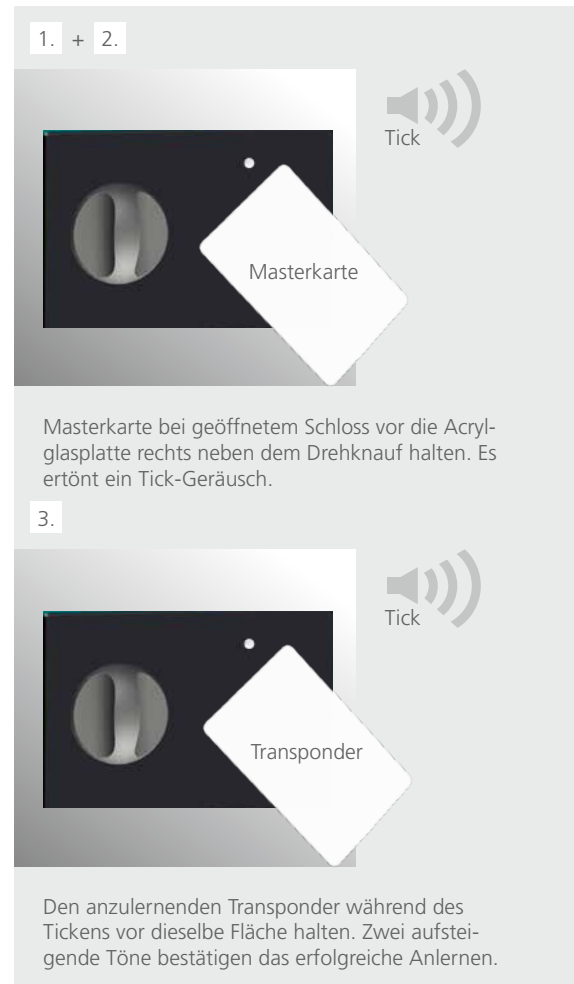 1. + 2.
Tick
Masterkarte
Masterkarte bei geöffnetem Schloss vor die Acryl-
glasplatte rechts neben dem Drehknauf halten. Es
ertönt ein Tick-Geräusch.
3.
Tick
Transponder
Den anzulernenden Transponder während des
Tickens vor dieselbe Fläche halten. Zwei aufstei-
gende Töne bestätigen das erfolgreiche Anlernen.